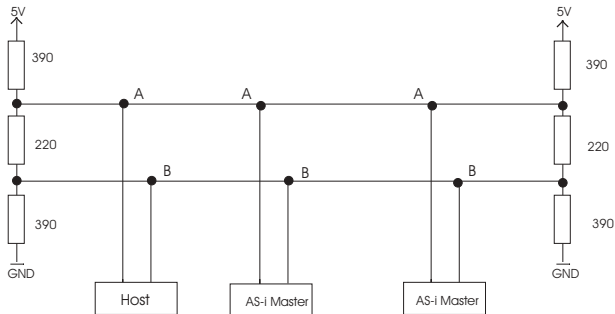 5V
5V
390
390
A
A
A
220
220
B
B
B
390
390
GND
GND
Host
AS-i Master
AS-i Master